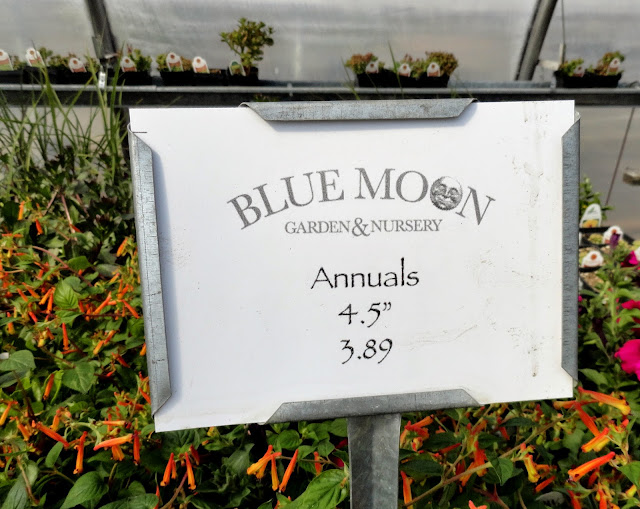 BLUE MOON
GARDEN & NURSERY
Annuals
4.5"
3.89